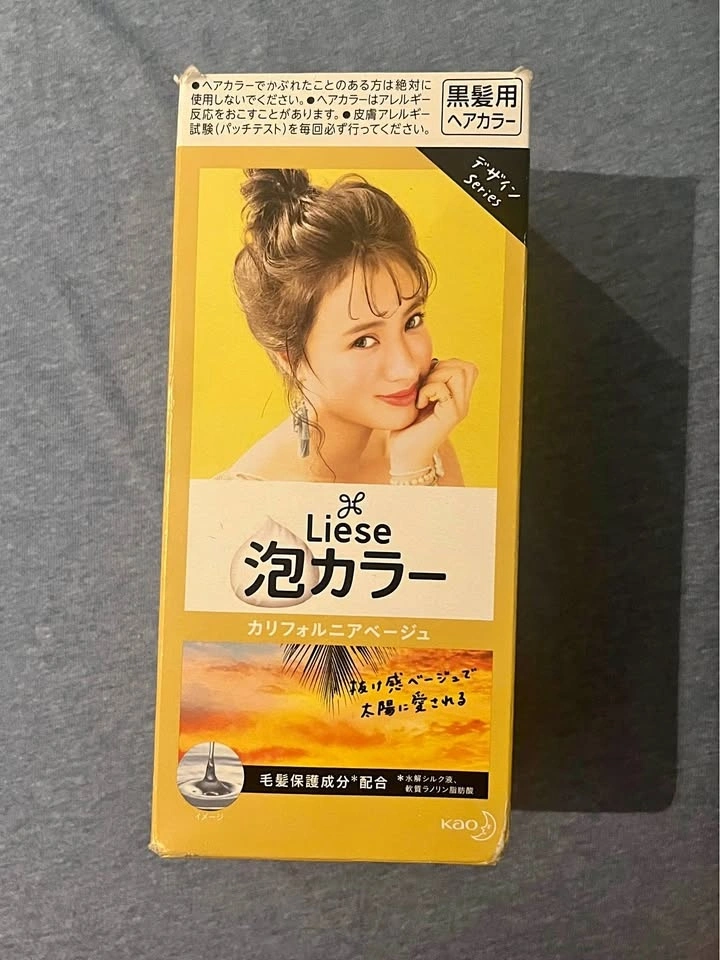 ●ヘアカラーでかぶれたことのある方は絶対に
使用しないでください。●ヘアカラーはアレルギー
反応をおこすことがあります。●皮膚アレルギー
試験(パッチテスト)を毎回必ず行ってください。
黒髪用
ヘアカラー
デザイン
Series
Liese
泡カラー
カリフォルニアベージュ
抜け感ベージュで
太陽に愛される
毛髪保護成分*配合
*水解シルク液、
軟質ラノリン脂肪酸
イメージ
Kao